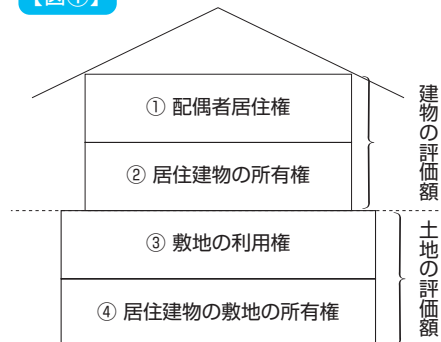 ① 配偶者居住権
② 居住建物の所有権
建物の評価額
③ 敷地の利用権
④ 居住建物の敷地の所有権
土地の評価額